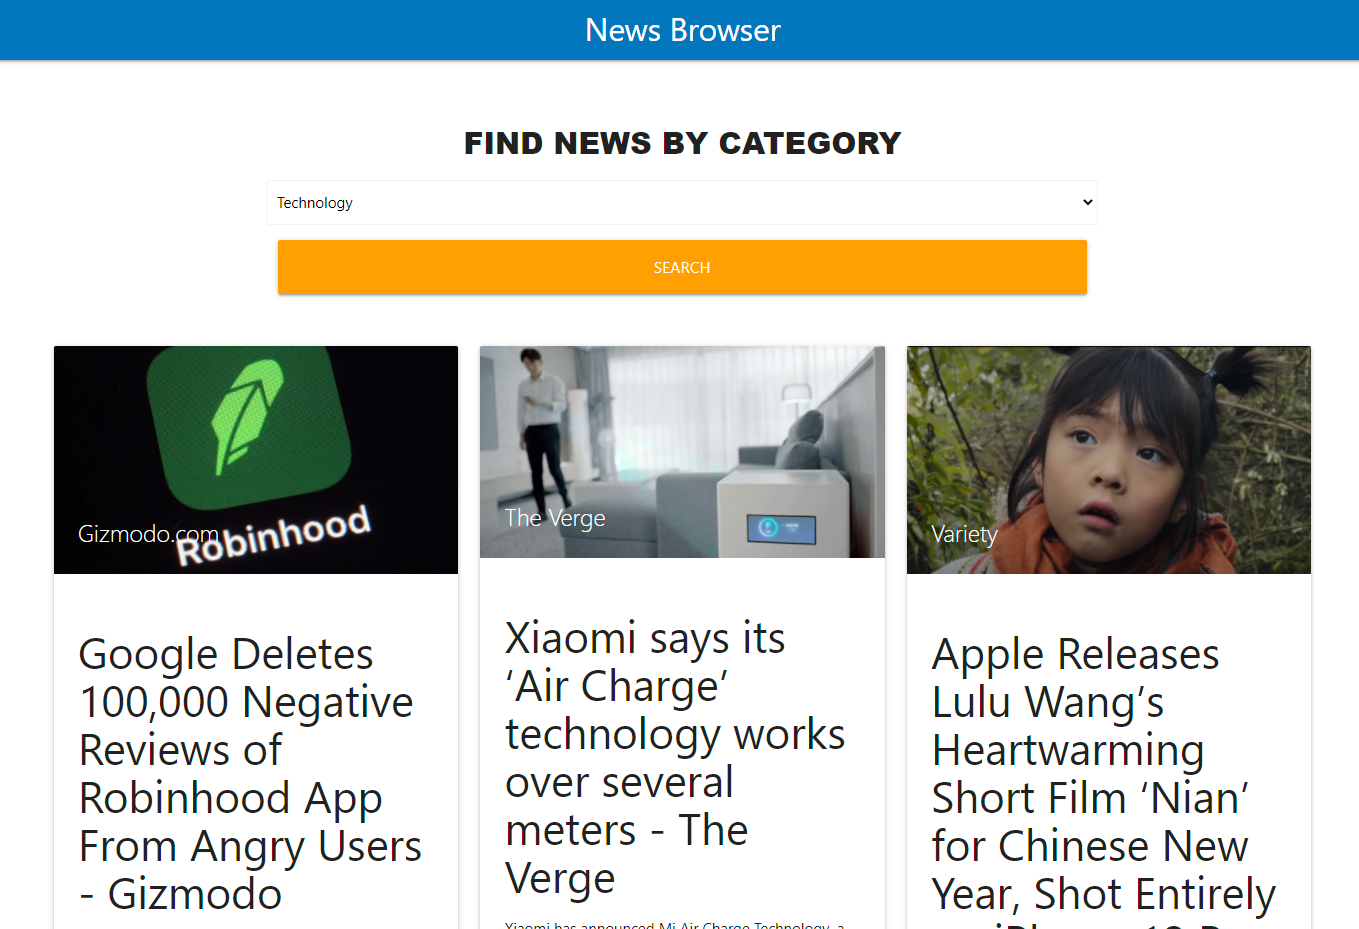 News Browser
FIND NEWS BY CATEGORY
Technology
SEARCH
Gizmodo.com
Robinhood
Google Deletes
100,000 Negative
Reviews of
Robinhood App
From Angry Users
- Gizmodo
The Verge
Xiaomi says its
‘Air Charge’
technology works
over several
meters - The
Verge
Xiaomi has announced Mi Air Charge Technology, a
Variety
Apple Releases
Lulu Wang’s
Heartwarming
Short Film ‘Nian’
for Chinese New
Year, Shot Entirely